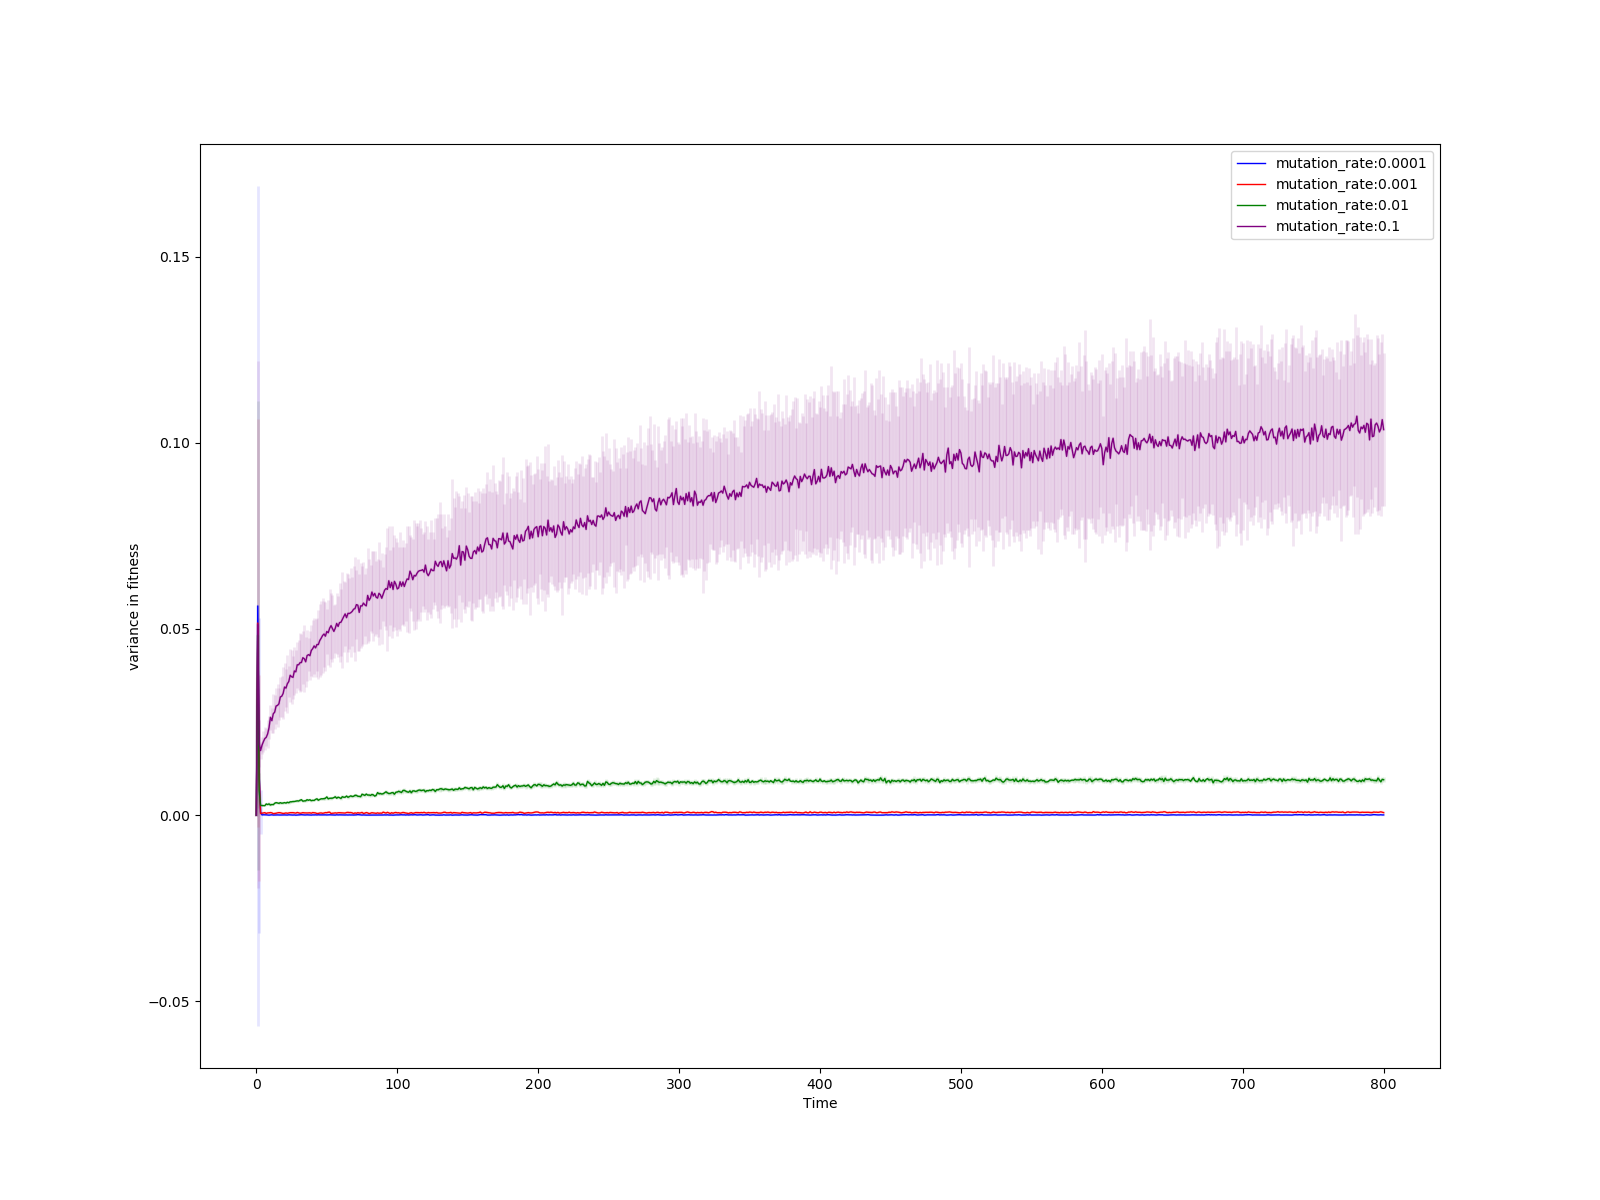 mutation_rate:0.0001
mutation_rate:0.001
mutation_rate:0.01
mutation_rate:0.1
0.15
0.10
0.05
0.00
−0.05
variance in fitness
0 100 200 300 400 500 600 700 800
Time